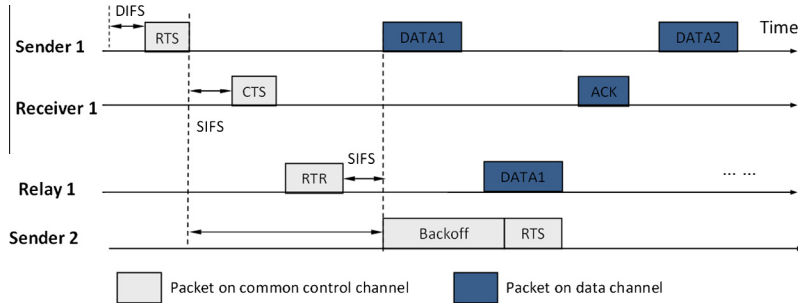 DIFS
Sender 1
RTS
DATA1
DATA2
Time
Receiver 1
SIFS
CTS
ACK
Relay 1
RTR
SIFS
DATA1
... ...
Sender 2
Backoff
RTS
Packet on common control channel
Packet on data channel